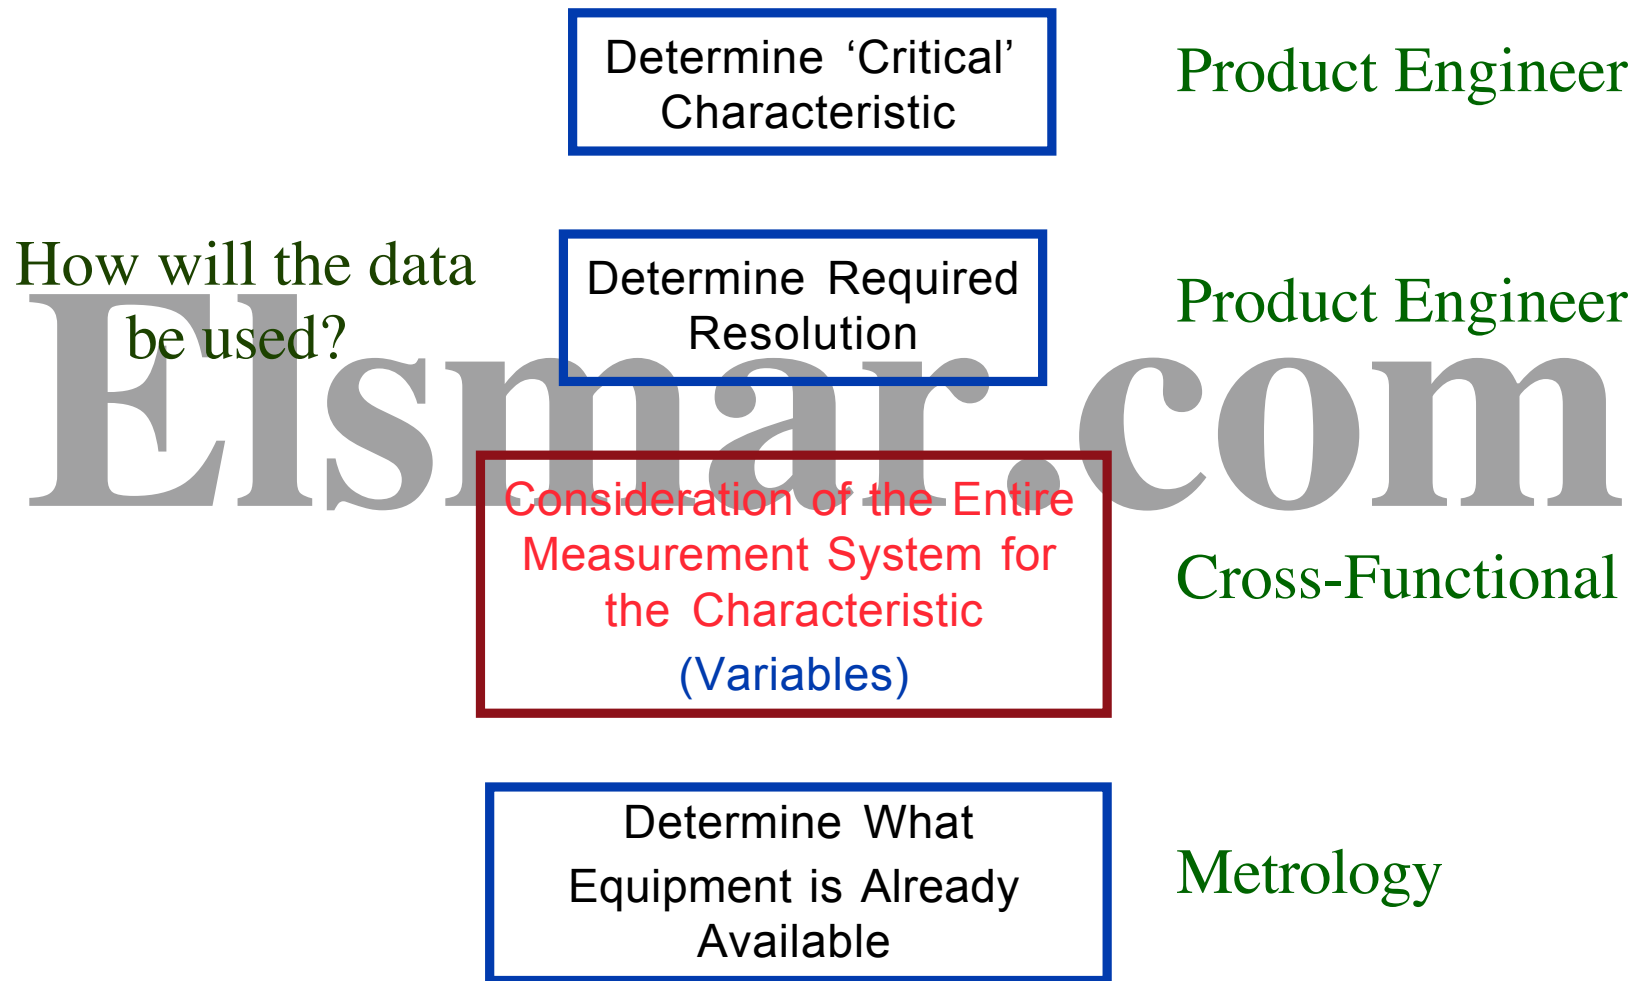 Determine ‘Critical’
Characteristic
Product Engineer
How will the data
be used?
Determine Required
Resolution
Product Engineer
Elsmar.com
Consideration of the Entire
Measurement System for
the Characteristic
(Variables)
Cross-Functional
Determine What
Equipment is Already
Available
Metrology